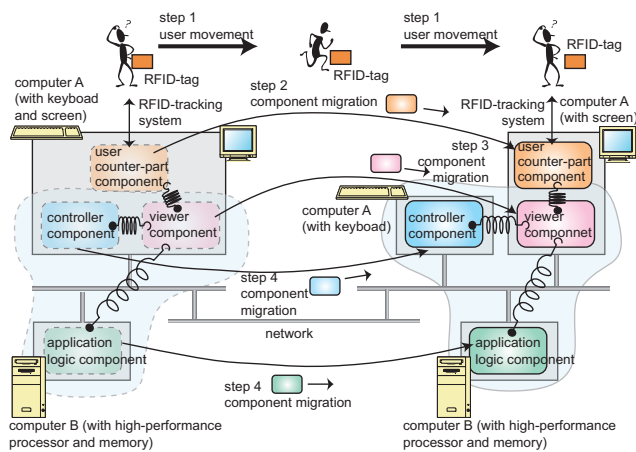 step 1
user movement
step 1
user movement
RFID-tag
RFID-tag
RFID-tag
computer A
(with keyboad
and screen)
RFID-tracking
system
step 2
component migration
RFID-tracking
system
computer A
(with screen)
user
counter-part
component
step 3
component
migration
user
counter-part
component
controller
component
viewer
component
computer A
(with keyboad)
controller
component
viewer
componnet
step 4
component
migration
network
application
logic component
application
logic component
step 4
component migration
computer B (with high-performance
processor and memory)
computer B (with high-performance
processor and memory)